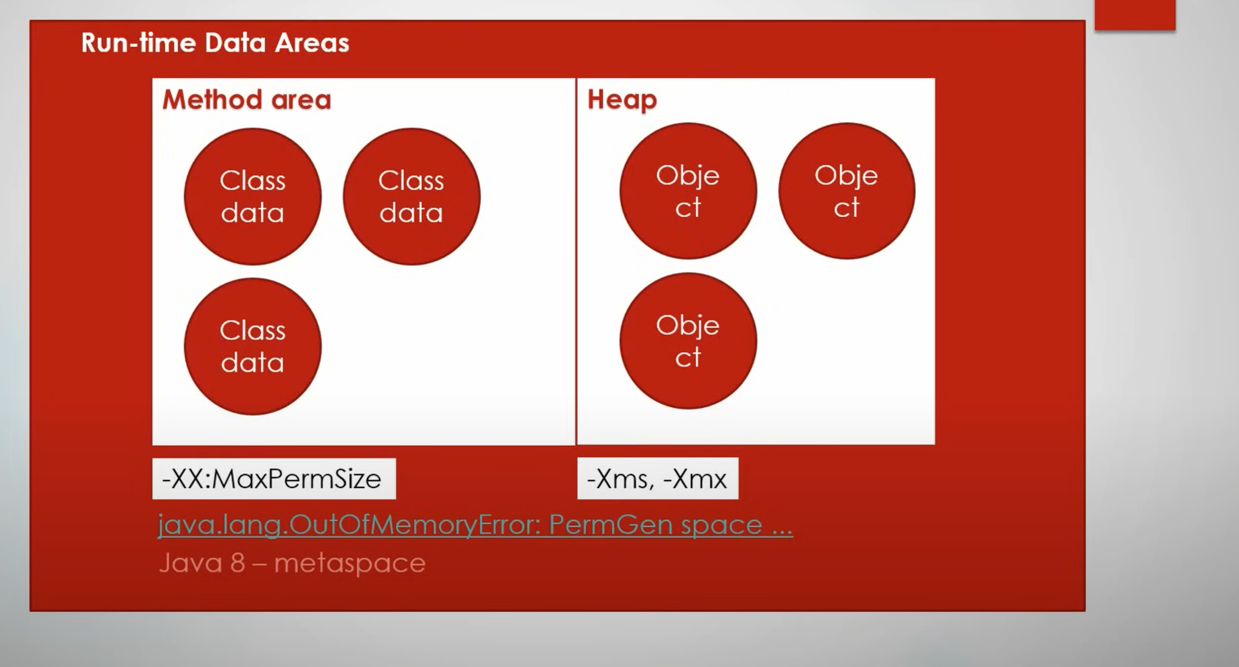 Run-time Data Areas
Method area
Class
data
Class
data
Class
data
Heap
Obje
ct
Obje
ct
Obje
ct
-XX:MaxPermSize
-Xms, -Xmx
java.lang.OutOfMemoryError: PermGen space ...
Java 8 – metaspace